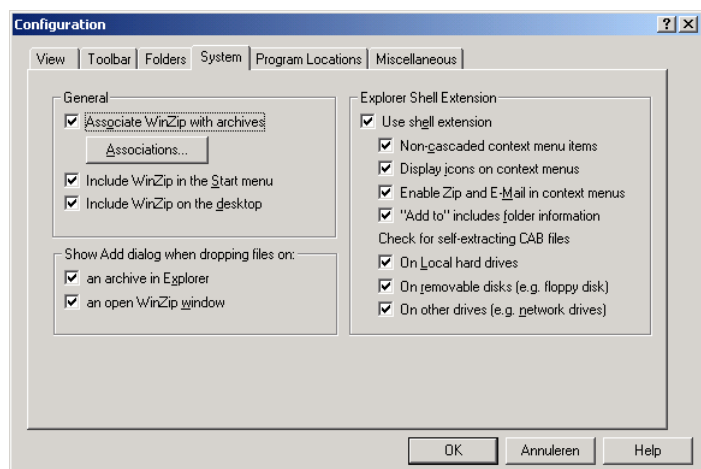 Configuration
View
Toolbar
Folders
System
Program Locations
Miscellaneous
General
Associate WinZip with archives
Associations...
Include WinZip in the Start menu
Include WinZip on the desktop
Show Add dialog when dropping files on:
an archive in Explorer
an open WinZip window
Explorer Shell Extension
Use shell extension
Non-cascaded context menu items
Display icons on context menus
Enable Zip and E-Mail in context menus
"Add to" includes folder information
Check for self-extracting CAB files
On Local hard drives
On removable disks (e.g. floppy disk)
On other drives (e.g. network drives)
OK
Annuleren
Help